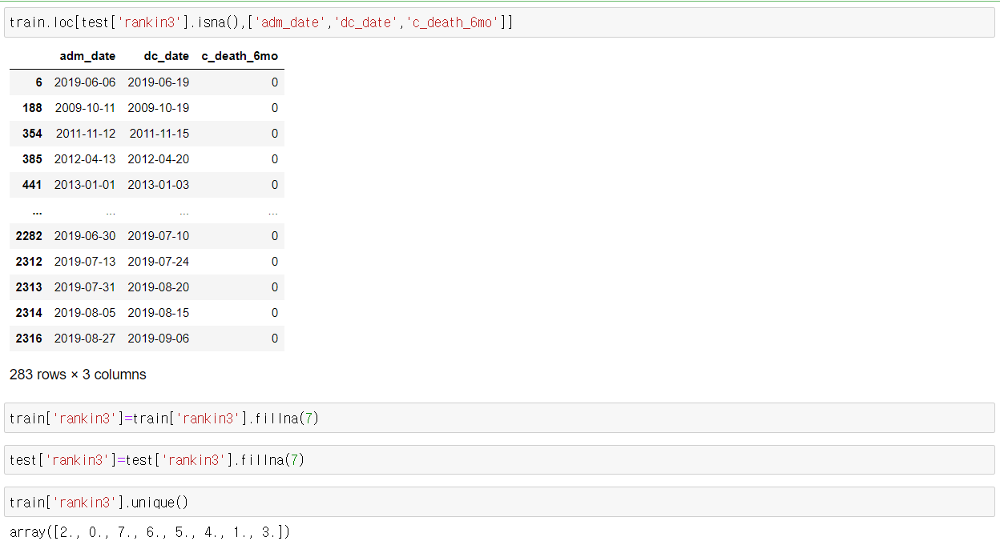 train.loc[test['rankin3'].isna(),['adm_date','dc_date','c_death_6mo']]
adm_date dc_date c_death_6mo
6 2019-06-06 2019-06-19 0
188 2009-10-11 2009-10-19 0
354 2011-11-12 2011-11-15 0
385 2012-04-13 2012-04-20 0
441 2013-01-01 2013-01-03 0
... ... ... ...
2282 2019-06-30 2019-07-10 0
2312 2019-07-13 2019-07-24 0
2313 2019-07-31 2019-08-20 0
2314 2019-08-05 2019-08-15 0
2316 2019-08-27 2019-09-06 0
283 rows × 3 columns
train['rankin3']=train['rankin3'].fillna(7)
test['rankin3']=test['rankin3'].fillna(7)
train['rankin3'].unique()
array([2., 0., 7., 6., 5., 4., 1., 3.])